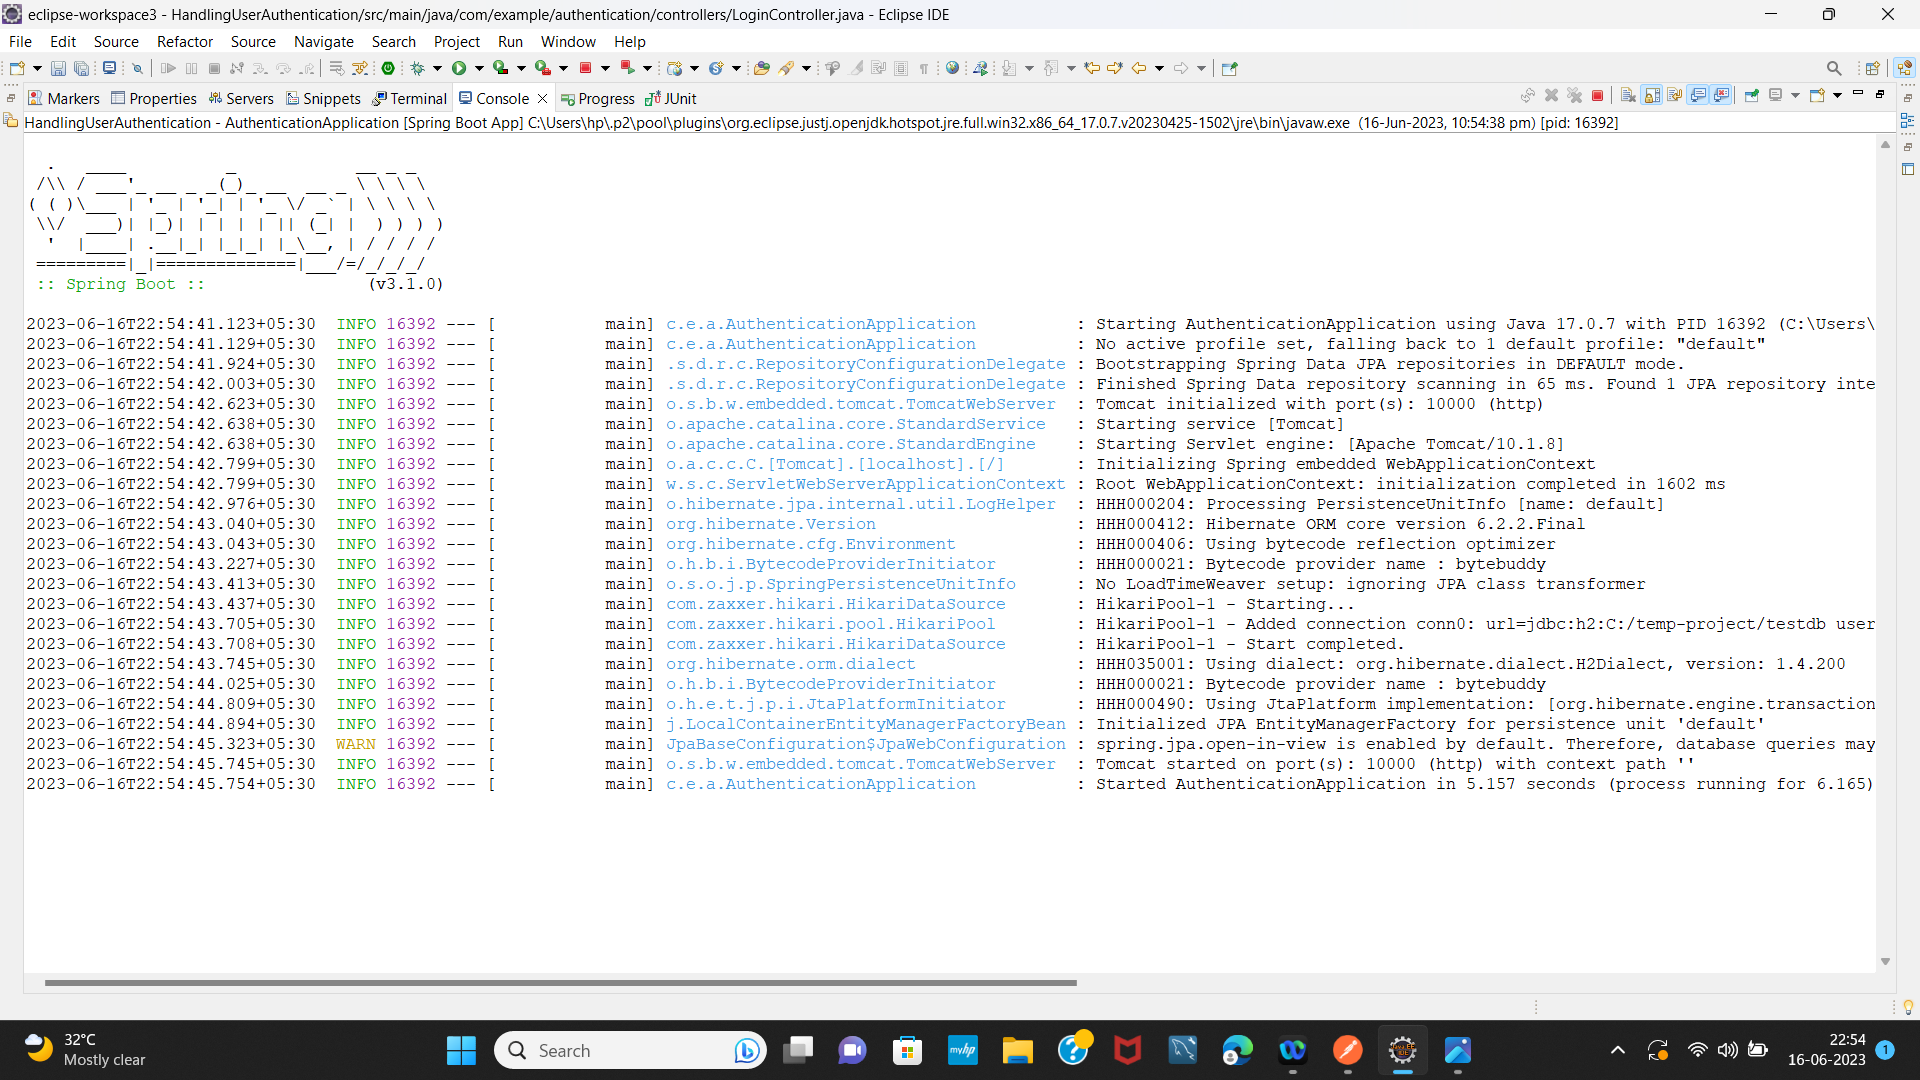 eclipse-workspace3 - HandlingUserAuthentication/src/main/java/com/example/authentication/controllers/LoginController.java - Eclipse IDE
File Edit Source Refactor Source Navigate Search Project Run Window Help
Markers Properties Servers Snippets Terminal Console Progress JUnit
HandlingUserAuthentication - AuthenticationApplication [Spring Boot App] C:\Users\hp\.p2\pool\plugins\org.eclipse.justj.openjdk.hotspot.jre.full.win32.x86_64_17.0.7.v20230425-1502\jre\bin\javaw.exe (16-Jun-2023, 10:54:38 pm) [pid: 16392]
  .   ____          _            __ _ _
 /\\ / ___'_ __ _ _(_)_ __  __ _ \ \ \ \
( ( )\___ | '_ | '_| | '_ \/ _` | \ \ \ \
 \\/  ___)| |_)| | | | | || (_| |  ) ) ) )
  '  |____| .__|_| |_|_| |_\__, | / / / /
 =========|_|==============|___/=/_/_/_/
 :: Spring Boot ::                (v3.1.0)
2023-06-16T22:54:41.123+05:30  INFO 16392 --- [           main] c.e.a.AuthenticationApplication          : Starting AuthenticationApplication using Java 17.0.7 with PID 16392 (C:\Users\
2023-06-16T22:54:41.129+05:30  INFO 16392 --- [           main] c.e.a.AuthenticationApplication          : No active profile set, falling back to 1 default profile: "default"
2023-06-16T22:54:41.924+05:30  INFO 16392 --- [           main] .s.d.r.c.RepositoryConfigurationDelegate : Bootstrapping Spring Data JPA repositories in DEFAULT mode.
2023-06-16T22:54:42.003+05:30  INFO 16392 --- [           main] .s.d.r.c.RepositoryConfigurationDelegate : Finished Spring Data repository scanning in 65 ms. Found 1 JPA repository inte
2023-06-16T22:54:42.623+05:30  INFO 16392 --- [           main] o.s.b.w.embedded.tomcat.TomcatWebServer  : Tomcat initialized with port(s): 10000 (http)
2023-06-16T22:54:42.638+05:30  INFO 16392 --- [           main] o.apache.catalina.core.StandardService   : Starting service [Tomcat]
2023-06-16T22:54:42.638+05:30  INFO 16392 --- [           main] o.apache.catalina.core.StandardEngine    : Starting Servlet engine: [Apache Tomcat/10.1.8]
2023-06-16T22:54:42.799+05:30  INFO 16392 --- [           main] o.a.c.c.C.[Tomcat].[localhost].[/]       : Initializing Spring embedded WebApplicationContext
2023-06-16T22:54:42.799+05:30  INFO 16392 --- [           main] w.s.c.ServletWebServerApplicationContext : Root WebApplicationContext: initialization completed in 1602 ms
2023-06-16T22:54:42.976+05:30  INFO 16392 --- [           main] o.hibernate.jpa.internal.util.LogHelper  : HHH000204: Processing PersistenceUnitInfo [name: default]
2023-06-16T22:54:43.040+05:30  INFO 16392 --- [           main] org.hibernate.Version                    : HHH000412: Hibernate ORM core version 6.2.2.Final
2023-06-16T22:54:43.043+05:30  INFO 16392 --- [           main] org.hibernate.cfg.Environment            : HHH000406: Using bytecode reflection optimizer
2023-06-16T22:54:43.227+05:30  INFO 16392 --- [           main] o.h.b.i.BytecodeProviderInitiator        : HHH000021: Bytecode provider name : bytebuddy
2023-06-16T22:54:43.413+05:30  INFO 16392 --- [           main] o.s.o.j.p.SpringPersistenceUnitInfo      : No LoadTimeWeaver setup: ignoring JPA class transformer
2023-06-16T22:54:43.437+05:30  INFO 16392 --- [           main] com.zaxxer.hikari.HikariDataSource       : HikariPool-1 - Starting...
2023-06-16T22:54:43.705+05:30  INFO 16392 --- [           main] com.zaxxer.hikari.pool.HikariPool        : HikariPool-1 - Added connection conn0: url=jdbc:h2:C:/temp-project/testdb user
2023-06-16T22:54:43.708+05:30  INFO 16392 --- [           main] com.zaxxer.hikari.HikariDataSource       : HikariPool-1 - Start completed.
2023-06-16T22:54:43.745+05:30  INFO 16392 --- [           main] org.hibernate.orm.dialect                : HHH035001: Using dialect: org.hibernate.dialect.H2Dialect, version: 1.4.200
2023-06-16T22:54:44.025+05:30  INFO 16392 --- [           main] o.h.b.i.BytecodeProviderInitiator        : HHH000021: Bytecode provider name : bytebuddy
2023-06-16T22:54:44.809+05:30  INFO 16392 --- [           main] o.h.e.t.j.p.i.JtaPlatformInitiator       : HHH000490: Using JtaPlatform implementation: [org.hibernate.engine.transaction
2023-06-16T22:54:44.894+05:30  INFO 16392 --- [           main] j.LocalContainerEntityManagerFactoryBean : Initialized JPA EntityManagerFactory for persistence unit 'default'
2023-06-16T22:54:45.323+05:30  WARN 16392 --- [           main] JpaBaseConfiguration$JpaWebConfiguration : spring.jpa.open-in-view is enabled by default. Therefore, database queries may
2023-06-16T22:54:45.745+05:30  INFO 16392 --- [           main] o.s.b.w.embedded.tomcat.TomcatWebServer  : Tomcat started on port(s): 10000 (http) with context path ''
2023-06-16T22:54:45.754+05:30  INFO 16392 --- [           main] c.e.a.AuthenticationApplication          : Started AuthenticationApplication in 5.157 seconds (process running for 6.165)
32°C
Mostly clear
Search
myhp
22:54
16-06-2023
1